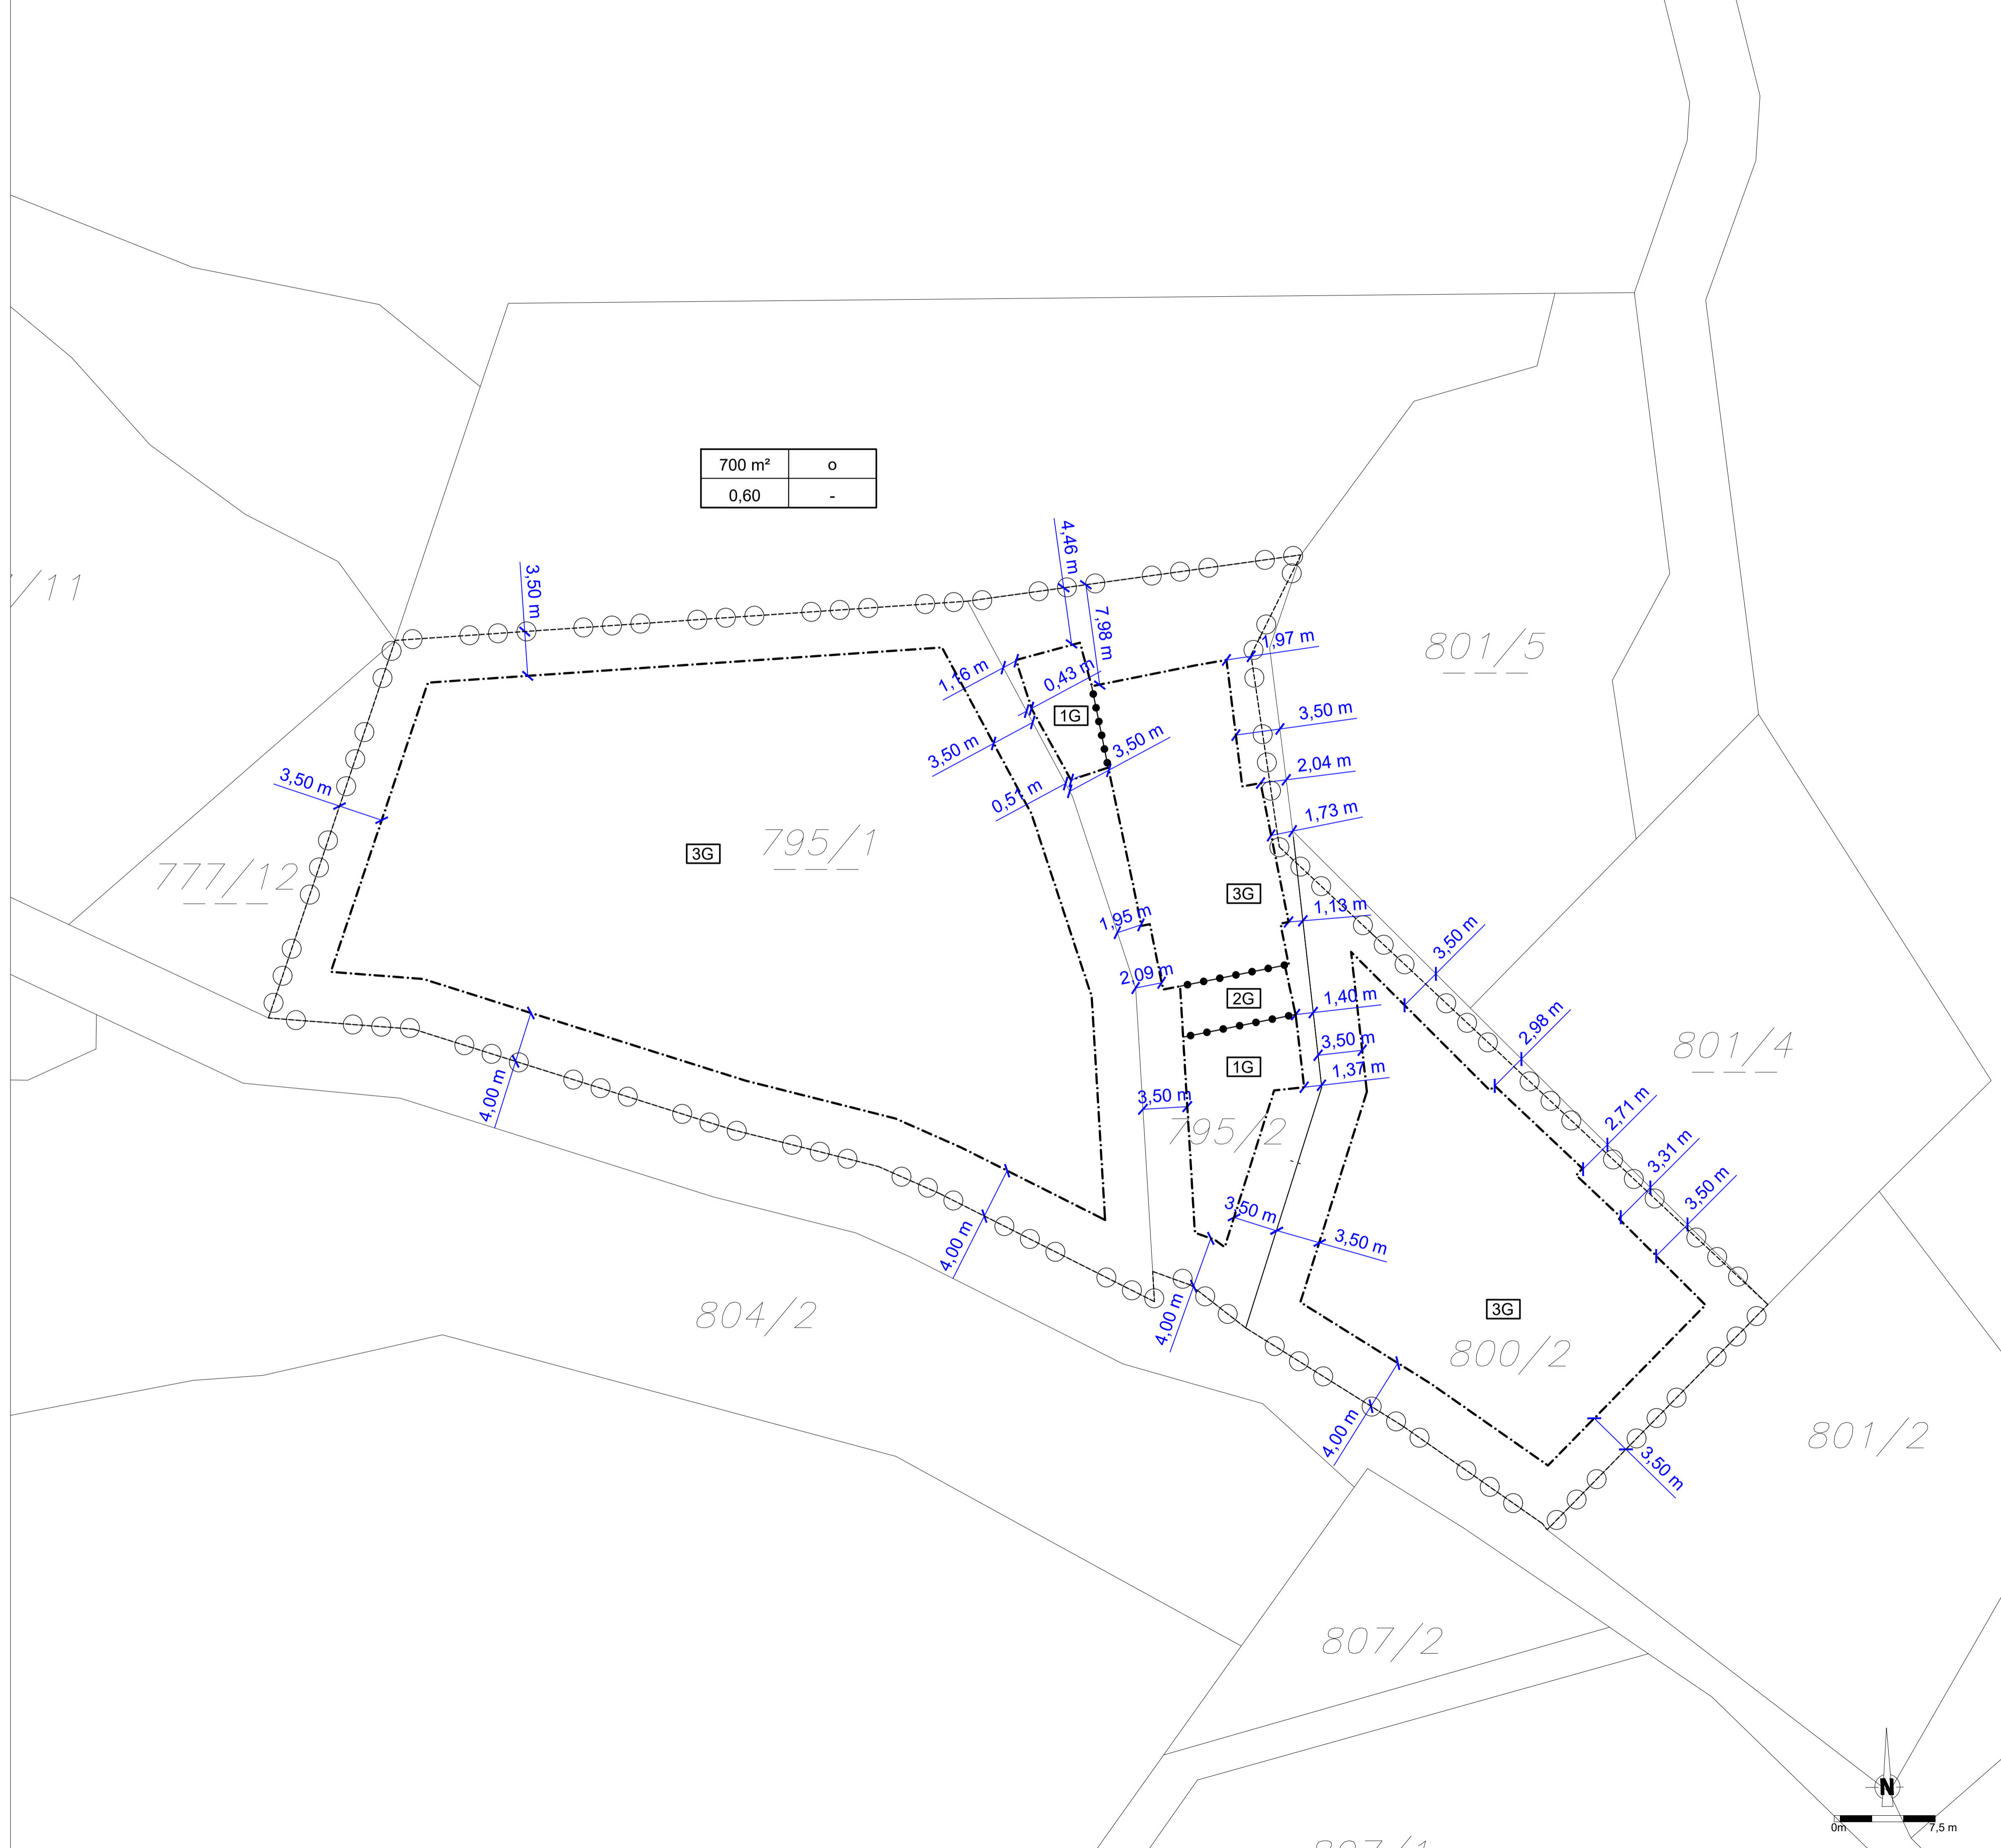 4,46 m
3,50 m
7,98 m
700 m²
o
0,60
-
/11
1,97 m
801/5
1,16 m
0,43 m
1G
3,50 m
3,50 m
3,50 m
2,04 m
3,50 m
0,51 m
1,73 m
795/1
3G
777/12
3G
1,95 m
1,13 m
3,50 m
2,09 m
2G
1,40 m
2,98 m
801/4
3,50 m
1G
1,37 m
4,00 m
3,50 m
795/2
2,71 m
3,31 m
3,50 m
3,50 m
3,50 m
4,00 m
804/2
4,00 m
3G
800/2
801/2
4,00 m
3,50 m
807/2
N
0m
7,5 m